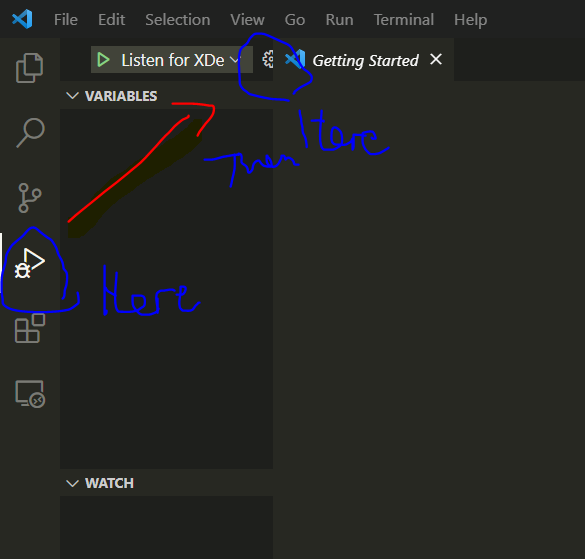 File Edit Selection View Go Run Terminal Help
Listen for XDe
Getting Started
VARIABLES
Then Here
Here
WATCH